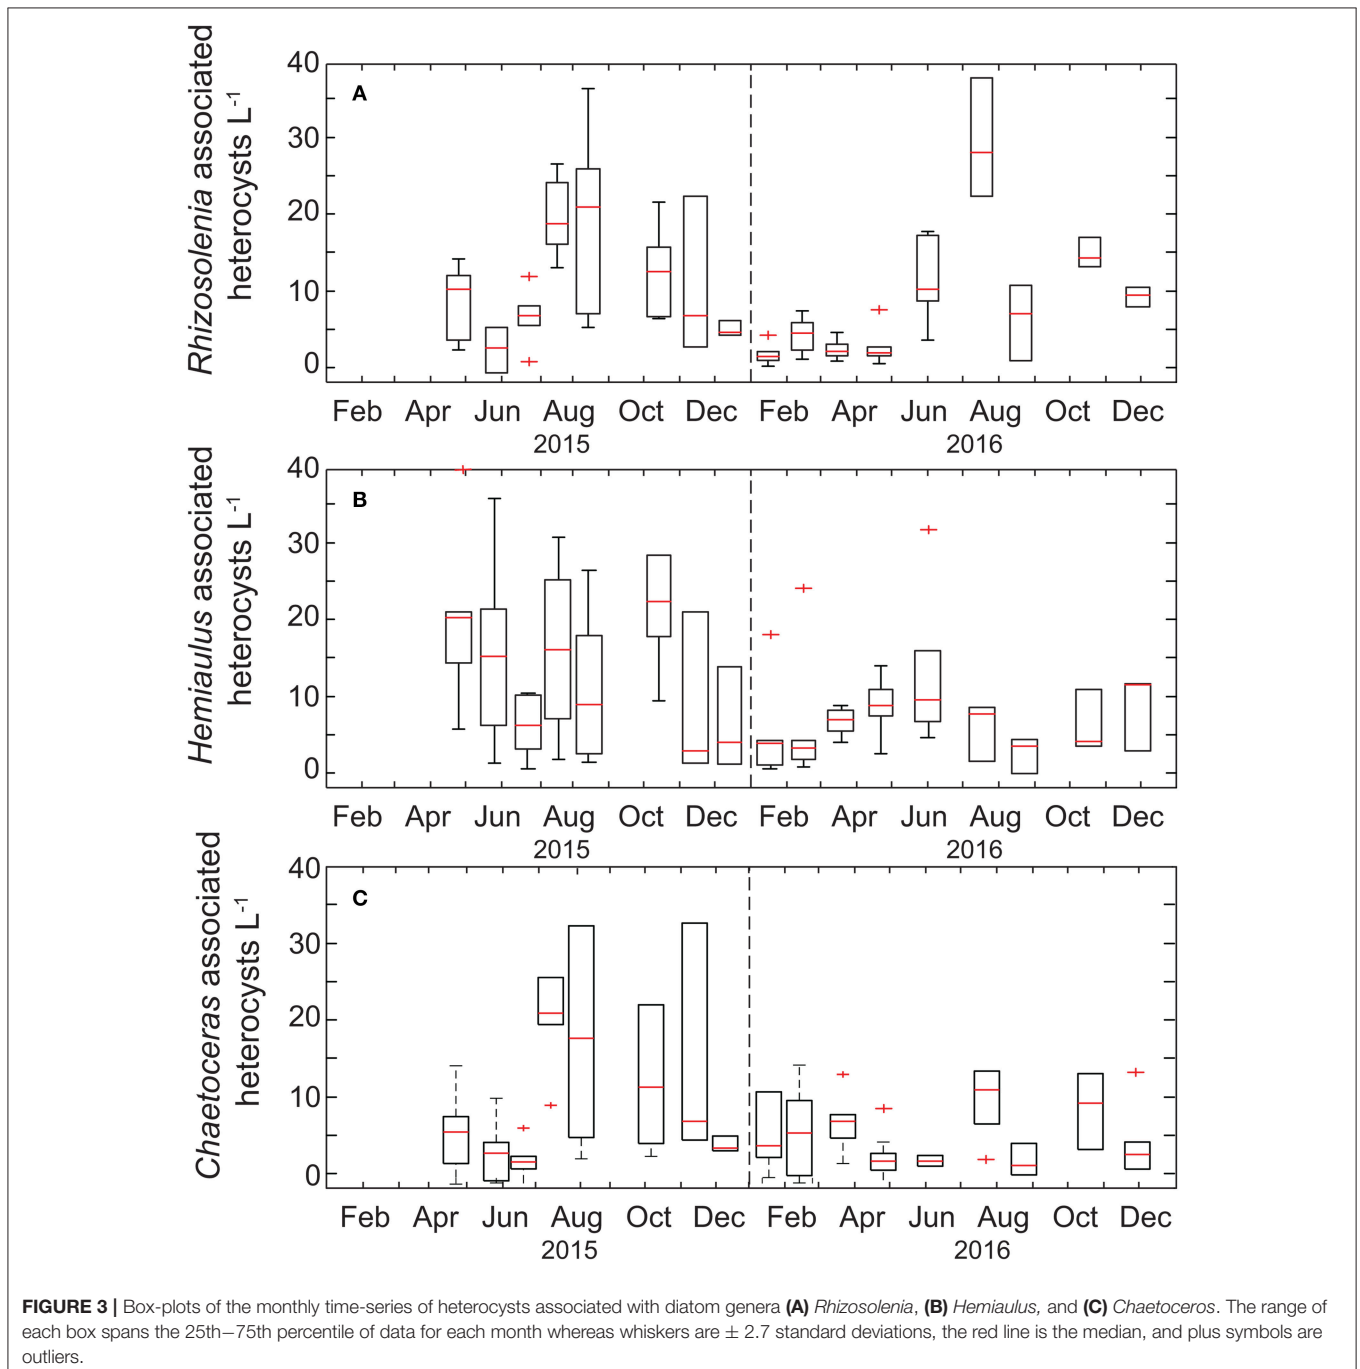 Rhizosolenia associated
heterocysts L-1
40
30
20
10
0
A
Feb Apr Jun Aug Oct Dec Feb Apr Jun Aug Oct Dec
2015 2016
Hemiaulus associated
heterocysts L-1
40
30
20
10
0
B
Feb Apr Jun Aug Oct Dec Feb Apr Jun Aug Oct Dec
2015 2016
Chaetoceras associated
heterocysts L-1
40
30
20
10
0
C
Feb Apr Jun Aug Oct Dec Feb Apr Jun Aug Oct Dec
2015 2016
FIGURE 3 | Box-plots of the monthly time-series of heterocysts associated with diatom genera (A) Rhizosolenia, (B) Hemiaulus, and (C) Chaetoceros. The range of
each box spans the 25th–75th percentile of data for each month whereas whiskers are ± 2.7 standard deviations, the red line is the median, and plus symbols are
outliers.